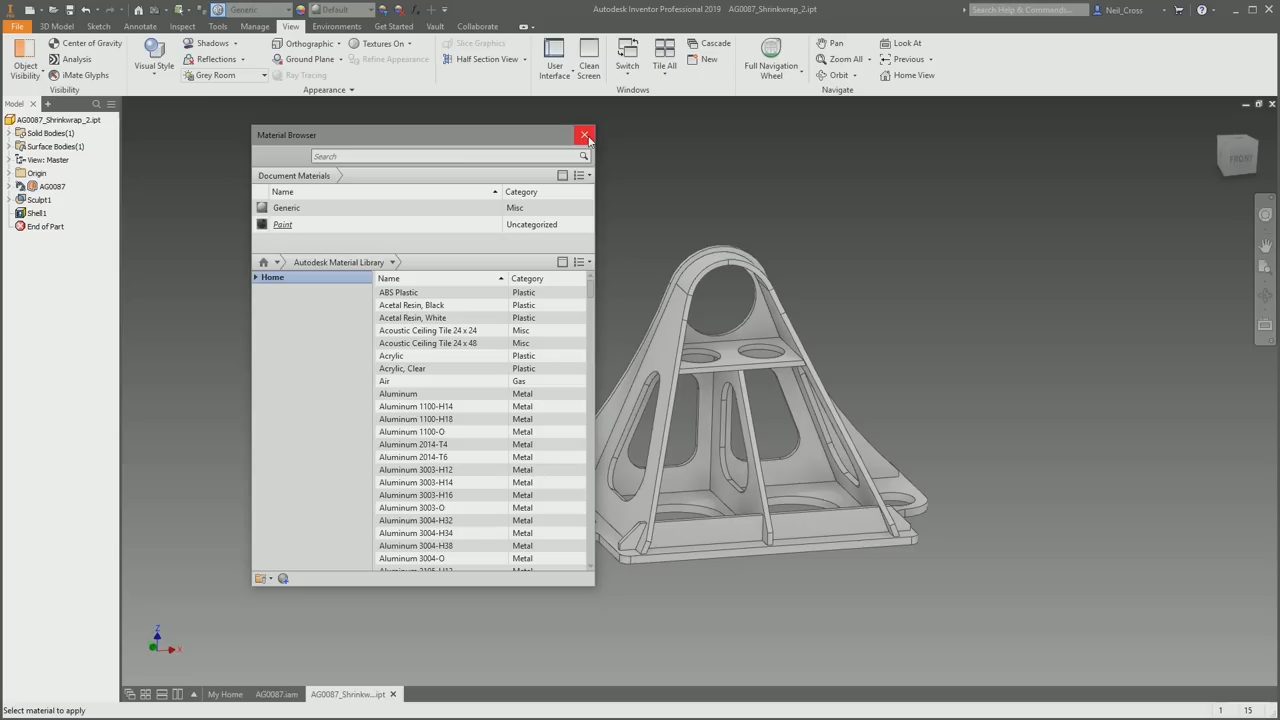 Generic
Default
Autodesk Inventor Professional 2019 AG0087_Shrinkwrap_2.ipt
Search Help & Commands...
Neil_Cross
File 3D Model Sketch Annotate Inspect Tools Manage View Environments Get Started Vault Collaborate
Object Visibility
Center of Gravity
Analysis
iMate Glyphs
Visibility
Visual Style
Shadows
Reflections
Grey Room
Orthographic
Ground Plane
Ray Tracing
Textures On
Refine Appearance
Appearance
Slice Graphics
Half Section View
User Interface
Clean Screen
Switch
Tile All
Cascade
New
Windows
Full Navigation Wheel
Pan
Zoom All
Orbit
Look At
Previous
Home View
Navigate
Model
AG0087_Shrinkwrap_2.ipt
Solid Bodies(1)
Surface Bodies(1)
View: Master
Origin
AG0087
Sculpt1
Shell1
End of Part
Material Browser
Search
Document Materials
Name Category
Generic Misc
Paint Uncategorized
Autodesk Material Library
Home
Name Category
ABS Plastic Plastic
Acetal Resin, Black Plastic
Acetal Resin, White Plastic
Acoustic Ceiling Tile 24 x 24 Misc
Acoustic Ceiling Tile 24 x 48 Misc
Acrylic Plastic
Acrylic, Clear Plastic
Air Gas
Aluminum Metal
Aluminum 1100-H14 Metal
Aluminum 1100-H18 Metal
Aluminum 1100-O Metal
Aluminum 2014-T4 Metal
Aluminum 2014-T6 Metal
Aluminum 3003-H12 Metal
Aluminum 3003-H14 Metal
Aluminum 3003-H16 Metal
Aluminum 3003-O Metal
Aluminum 3004-H32 Metal
Aluminum 3004-H34 Metal
Aluminum 3004-H38 Metal
Aluminum 3004-O Metal
FRONT
Z
X
My Home AG0087.iam AG0087_Shrinkw...ipt
Select material to apply
1 15